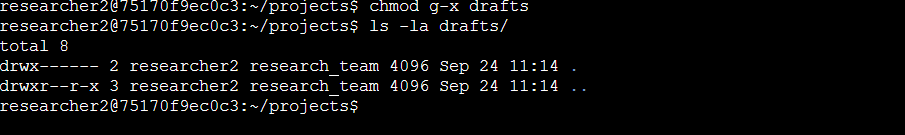 researcher2@75170f9ec0c3:~/projects$ chmod g-x drafts
researcher2@75170f9ec0c3:~/projects$ ls -la drafts/
total 8
drwx------ 2 researcher2 research_team 4096 Sep 24 11:14 .
drwxr--r-x 3 researcher2 research_team 4096 Sep 24 11:14 ..
researcher2@75170f9ec0c3:~/projects$